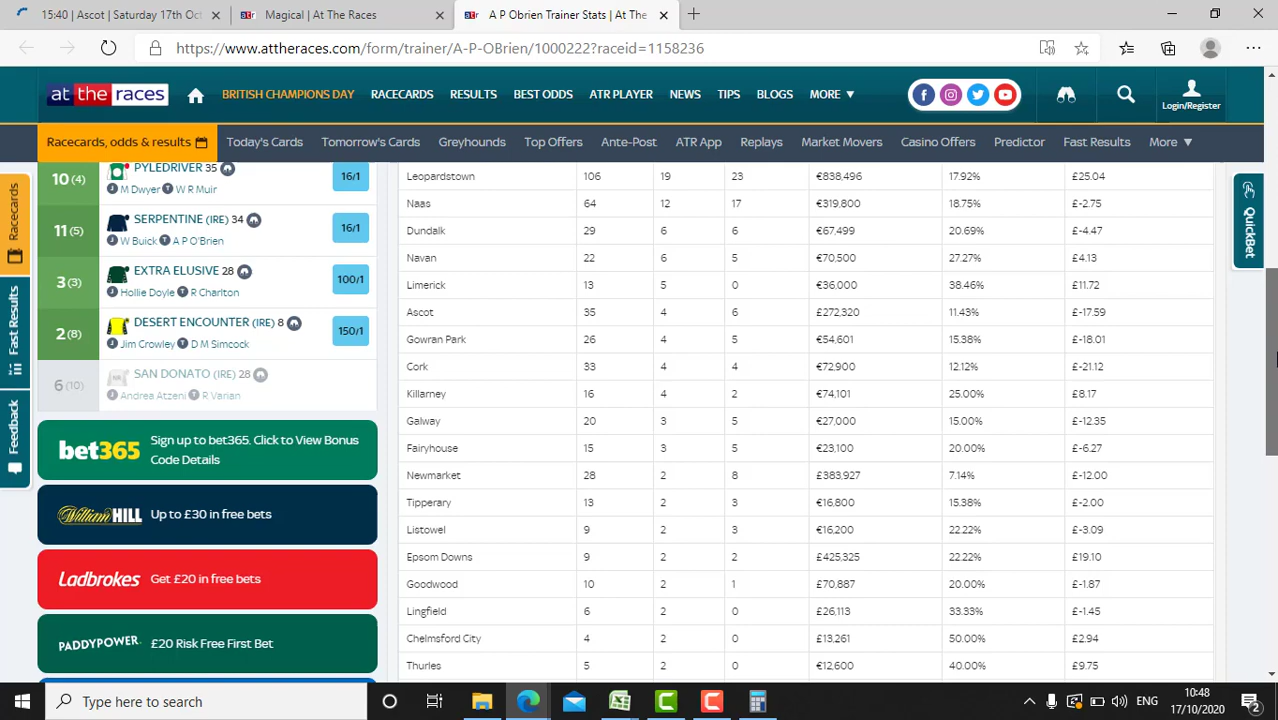 15:40 | Ascot | Saturday 17th Oct
Magical | At The Races
A P Obrien Trainer Stats | At The
https://www.attheraces.com/form/trainer/A-P-OBrien/1000222?raceid=1158236
at the races
BRITISH CHAMPIONS DAY RACECARDS RESULTS BEST ODDS ATR PLAYER NEWS TIPS BLOGS MORE
Login/Register
Racecards, odds & results Today's Cards Tomorrow's Cards Greyhounds Top Offers Ante-Post ATR App Replays Market Movers Casino Offers Predictor Fast Results More
Racecards
Fast Results
Feedback
QuickBet
10(4) PYLEDRIVER 35 16/1
M Dwyer T W R Muir
11(5) SERPENTINE (IRE) 34 16/1
J W Buick T A P O'Brien
3(3) EXTRA ELUSIVE 28 100/1
J Hollie Doyle T R Charlton
2(8) DESERT ENCOUNTER (IRE) 8 150/1
J Jim Crowley T D M Simcock
6(10) SAN DONATO (IRE) 28
J Andrea Atzeni T R Varian
bet365 Sign up to bet365. Click to View Bonus
Code Details
William HILL Up to £30 in free bets
Ladbrokes Get £20 in free bets
PADDYPOWER £20 Risk Free First Bet
Leopardstown 106 19 23 €838,496 17.92% £25.04
Naas 64 12 17 €319,800 18.75% £-2.75
Dundalk 29 6 6 €67,499 20.69% £-4.47
Navan 22 6 5 €70,500 27.27% £4.13
Limerick 13 5 0 €36,000 38.46% £11.72
Ascot 35 4 6 £272,320 11.43% £-17.59
Gowran Park 26 4 5 €54,601 15.38% £-18.01
Cork 33 4 4 €72,900 12.12% £-21.12
Killarney 16 4 2 €74,101 25.00% £8.17
Galway 20 3 5 €27,000 15.00% £-12.35
Fairyhouse 15 3 5 €23,100 20.00% £-6.27
Newmarket 28 2 8 £383,927 7.14% £-12.00
Tipperary 13 2 3 €16,800 15.38% £-2.00
Listowel 9 2 3 €16,200 22.22% £-3.09
Epsom Downs 9 2 2 £425,325 22.22% £19.10
Goodwood 10 2 1 £70,887 20.00% £-1.87
Lingfield 6 2 0 £26,113 33.33% £-1.45
Chelmsford City 4 2 0 £13,261 50.00% £2.94
Thurles 5 2 0 €12,600 40.00% £9.75
Type here to search
ENG
10:48
17/10/2020
2